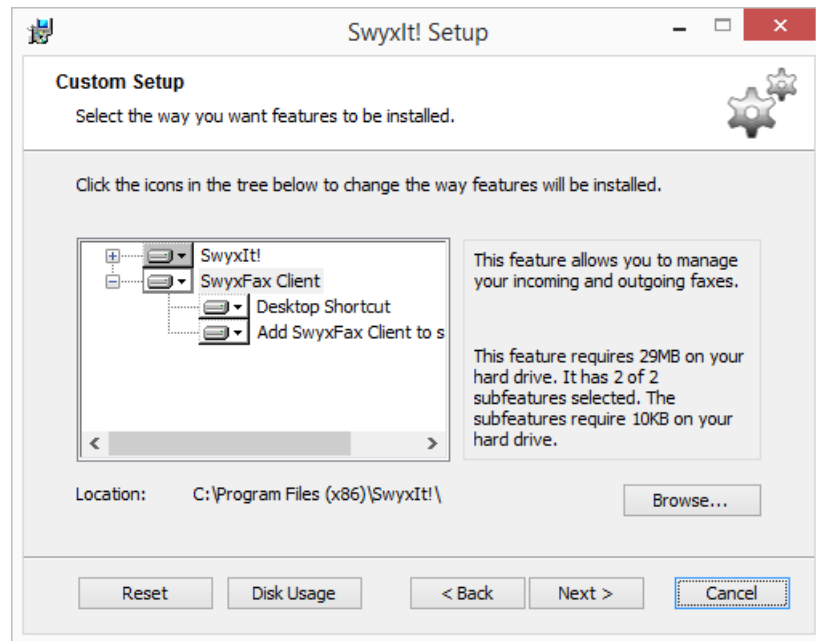 SwyxIt! Setup
Custom Setup
Select the way you want features to be installed.
Click the icons in the tree below to change the way features will be installed.
SwyxIt!
SwyxFax Client
Desktop Shortcut
Add SwyxFax Client to s
This feature allows you to manage
your incoming and outgoing faxes.
This feature requires 29MB on your
hard drive. It has 2 of 2
subfeatures selected. The
subfeatures require 10KB on your
hard drive.
Location: C:\Program Files (x86)\SwyxIt!\
Browse...
Reset Disk Usage < Back Next > Cancel